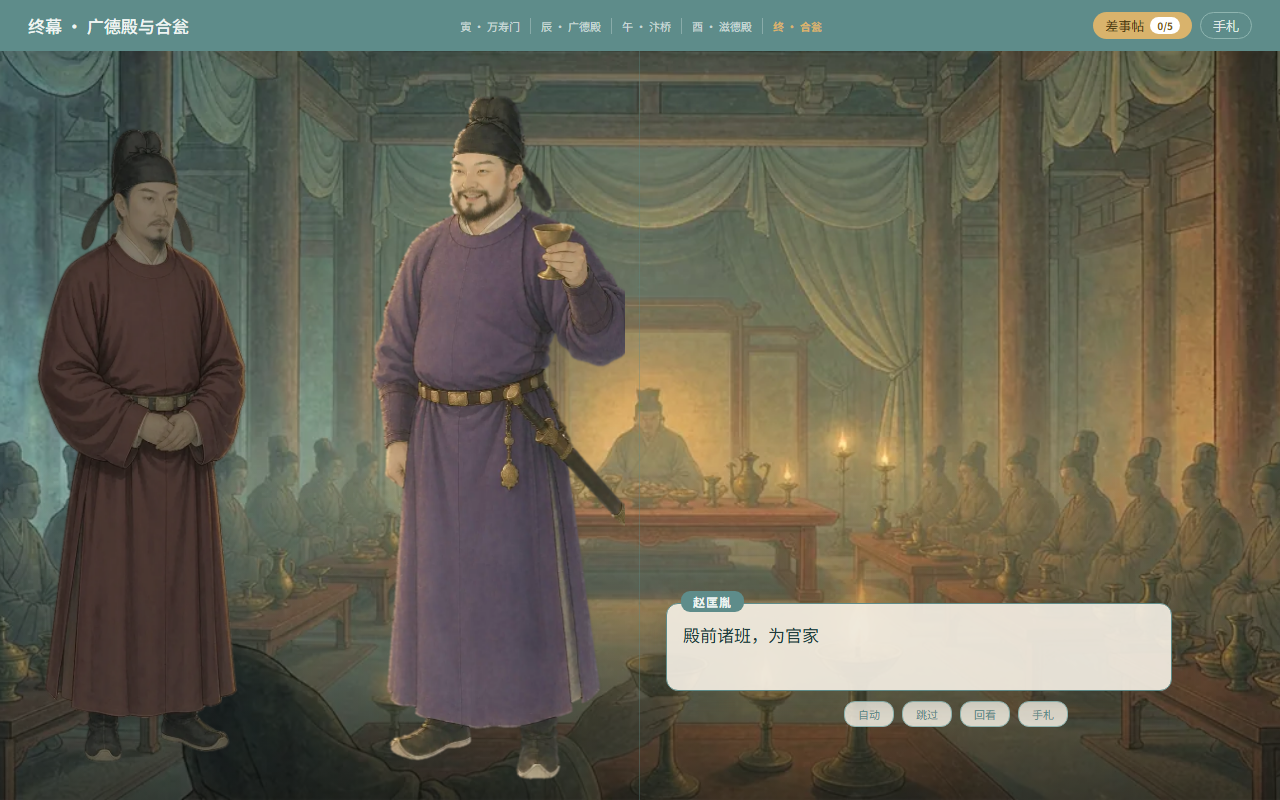 终幕 · 广德殿与合瓮
寅 · 万寿门
辰 · 广德殿
午 · 汴桥
酉 · 滋德殿
终 · 合瓮
差事帖 0/5
手札
赵匡胤
殿前诸班，为官家
自动
跳过
回看
手札